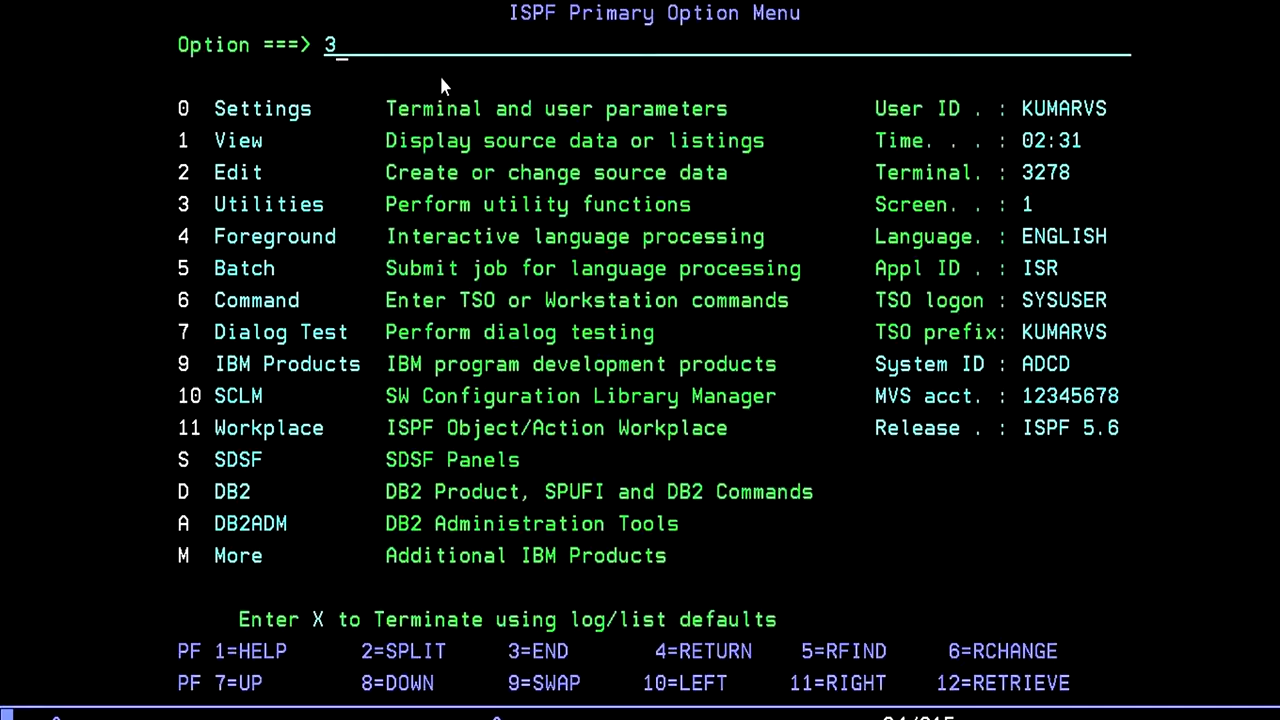 ISPF Primary Option Menu
Option ===> 3
0 Settings Terminal and user parameters User ID . : KUMARVS
1 View Display source data or listings Time. . . : 02:31
2 Edit Create or change source data Terminal. : 3278
3 Utilities Perform utility functions Screen. . : 1
4 Foreground Interactive language processing Language. : ENGLISH
5 Batch Submit job for language processing Appl ID . : ISR
6 Command Enter TSO or Workstation commands TSO logon : SYSUSER
7 Dialog Test Perform dialog testing TSO prefix: KUMARVS
9 IBM Products IBM program development products System ID : ADCD
10 SCLM SW Configuration Library Manager MVS acct. : 12345678
11 Workplace ISPF Object/Action Workplace Release . : ISPF 5.6
S SDSF SDSF Panels
D DB2 DB2 Product, SPUFI and DB2 Commands
A DB2ADM DB2 Administration Tools
M More Additional IBM Products
Enter X to Terminate using log/list defaults
PF 1=HELP 2=SPLIT 3=END 4=RETURN 5=RFIND 6=RCHANGE
PF 7=UP 8=DOWN 9=SWAP 10=LEFT 11=RIGHT 12=RETRIEVE